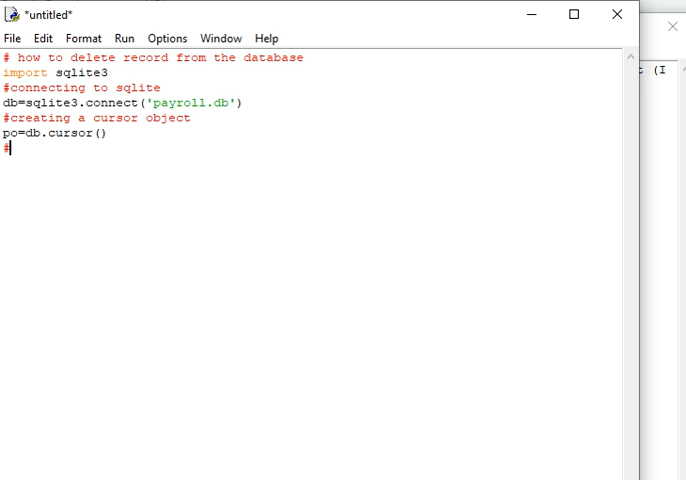 *untitled*
File Edit Format Run Options Window Help
# how to delete record from the database
import sqlite3
#connecting to sqlite
db=sqlite3.connect('payroll.db')
#creating a cursor object
po=db.cursor()
#
(I